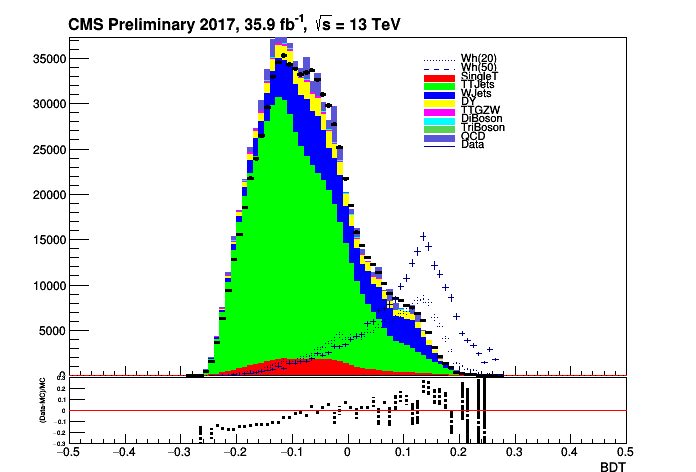 CMS Preliminary 2017, 35.9 fb⁻¹, √s = 13 TeV
35000
30000
25000
20000
15000
10000
5000
0
Wh(20)
Wh(50)
SingleT
TTJets
WJets
DY
TTGZW
DiBoson
TriBoson
QCD
Data
(Data-MC)/MC
0.3
0.2
0.1
0
-0.1
-0.2
-0.3
−0.5 −0.4 −0.3 −0.2 −0.1 0 0.1 0.2 0.3 0.4 0.5
BDT